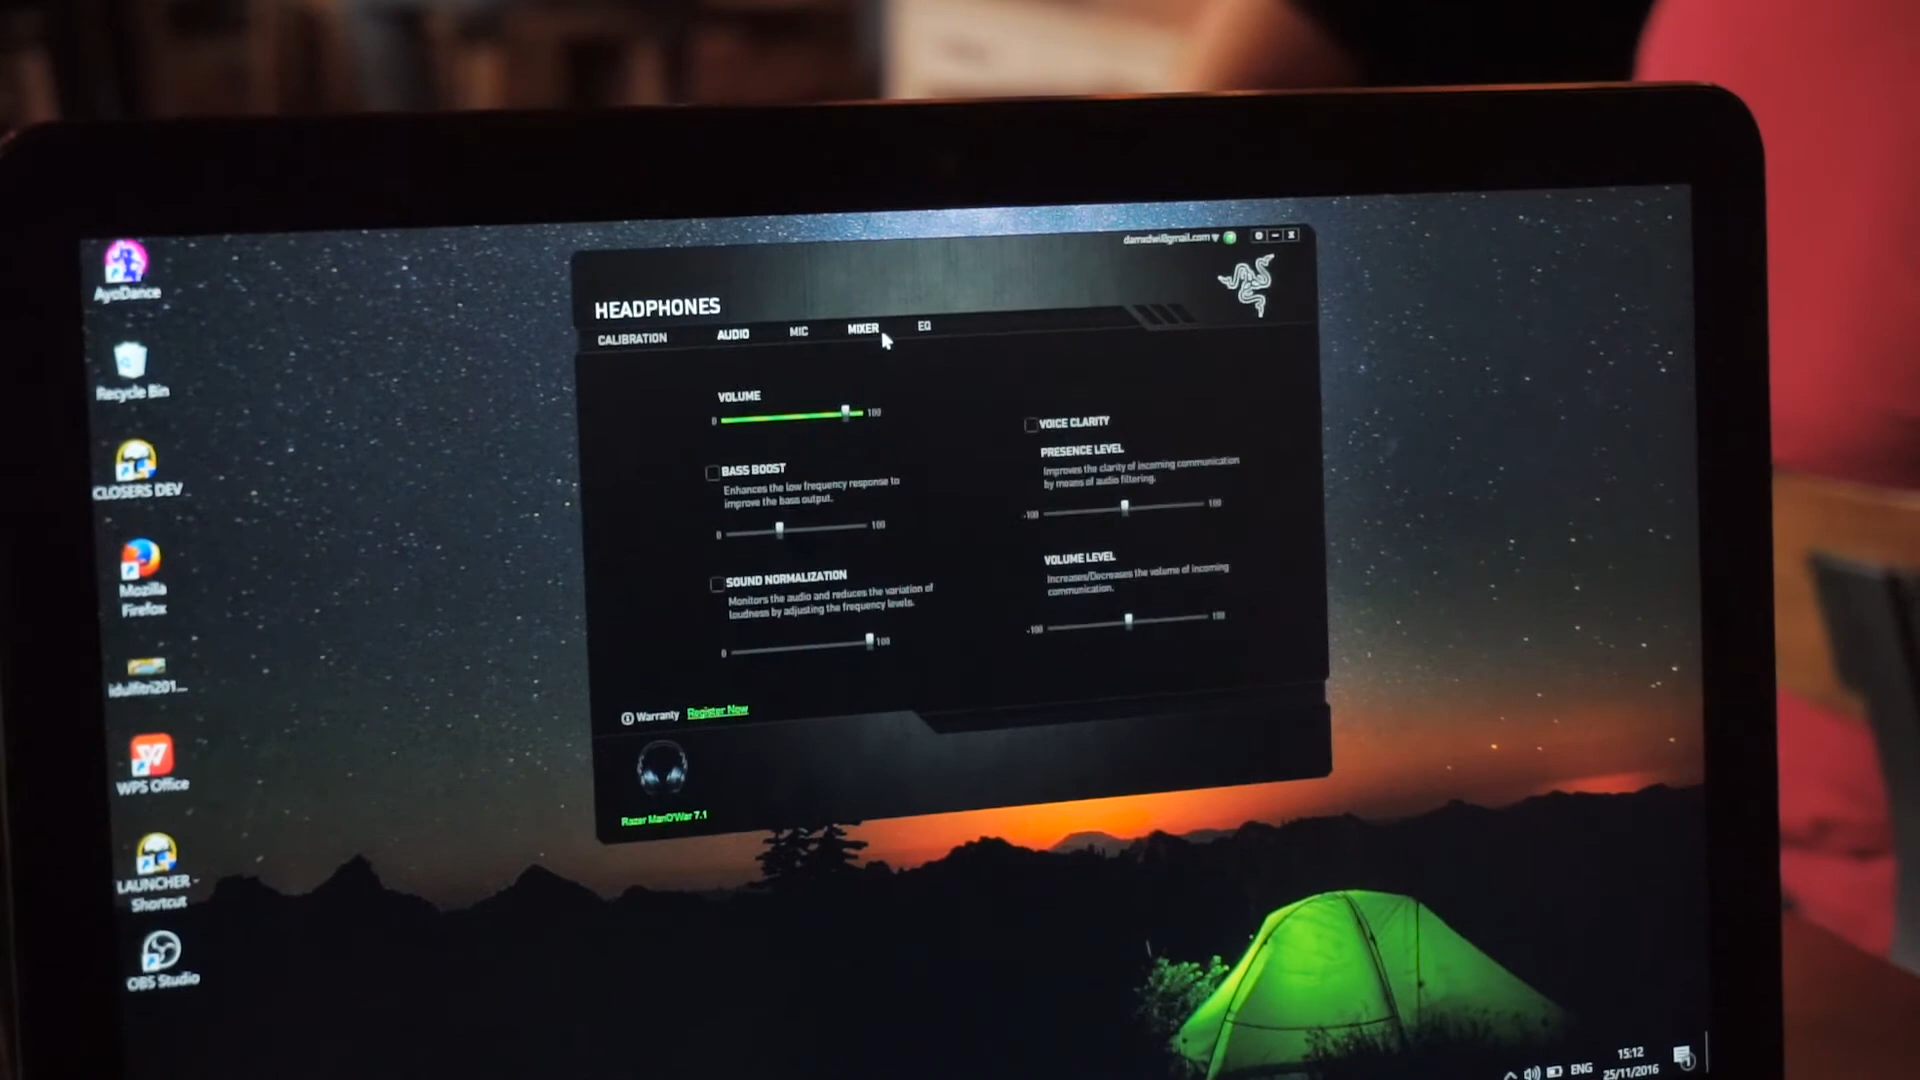 AyoDance
Recycle Bin
CLOSERS DEV
Mozilla
Firefox
idulfitri201...
WPS Office
LAUNCHER -
Shortcut
OBS Studio
HEADPHONES
CALIBRATION AUDIO MIC MIXER EQ
VOLUME
0 100
BASS BOOST
Enhances the low frequency response to
improve the bass output.
0 100
SOUND NORMALIZATION
Monitors the audio and reduces the variation of
loudness by adjusting the frequency levels.
0 100
VOICE CLARITY
PRESENCE LEVEL
Improves the clarity of incoming communication
by means of audio filtering.
-100 100
VOLUME LEVEL
Increases/Decreases the volume of incoming
communication.
-100 100
Warranty Register Now
Razer ManO'War 7.1
ENG
15:12
25/11/2016